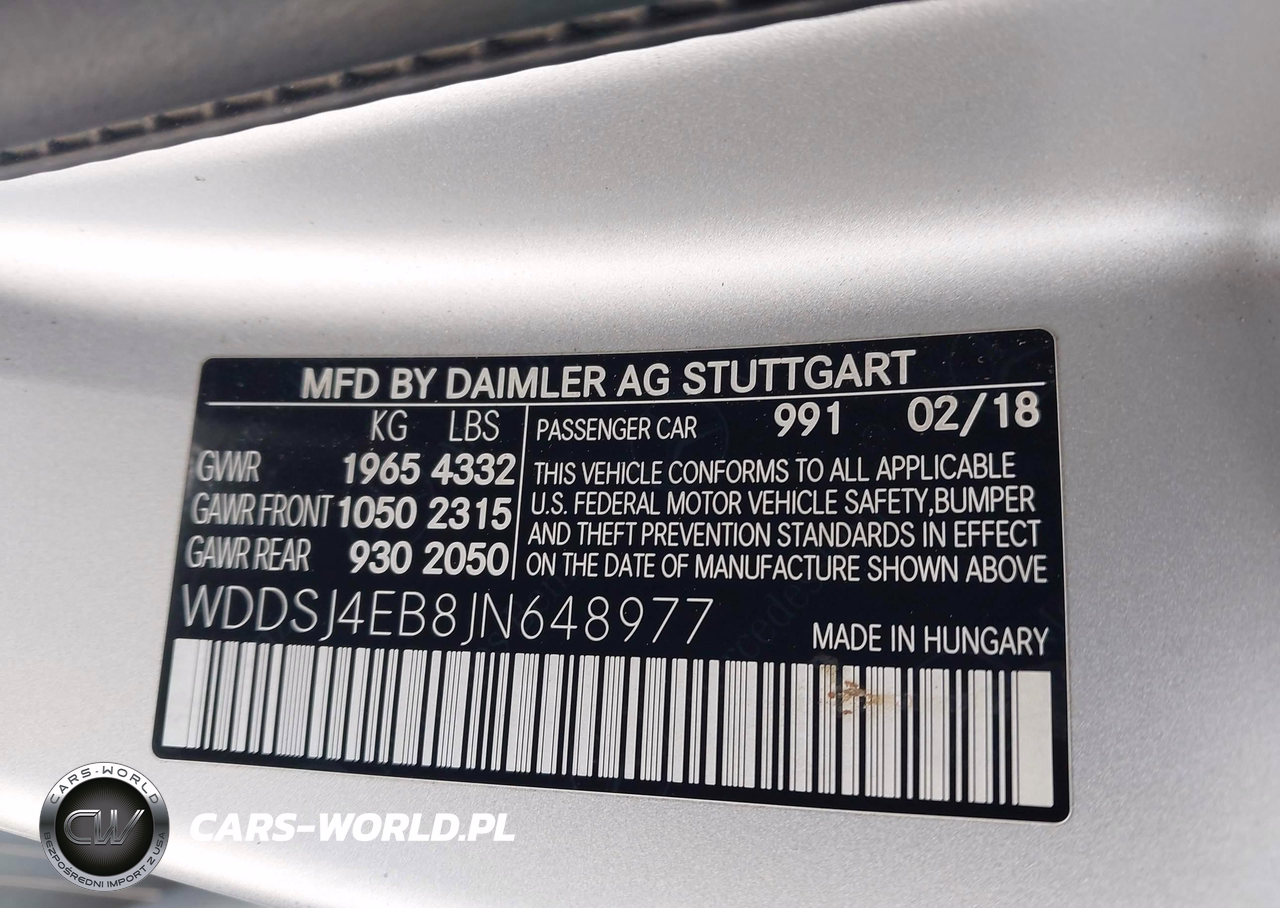 MFD BY DAIMLER AG STUTTGART
KG LBS
GVWR 1965 4332
GAWR FRONT 1050 2315
GAWR REAR 930 2050
PASSENGER CAR 991 02/18
THIS VEHICLE CONFORMS TO ALL APPLICABLE
U.S. FEDERAL MOTOR VEHICLE SAFETY,BUMPER
AND THEFT PREVENTION STANDARDS IN EFFECT
ON THE DATE OF MANUFACTURE SHOWN ABOVE
WDDSJ4EB8JN648977
MADE IN HUNGARY
CARS-WORLD
CW
BEZPOŚREDNI IMPORT Z USA
CARS-WORLD.PL